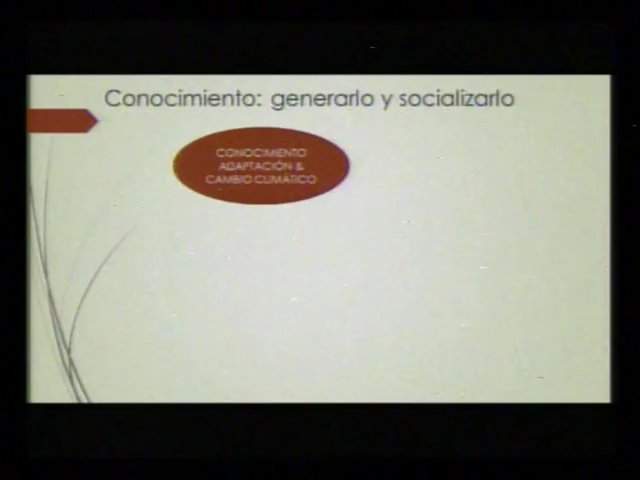 Conocimiento: generarlo y socializarlo
CONOCIMIENTO
ADAPTACIÓN &
CAMBIO CLIMÁTICO